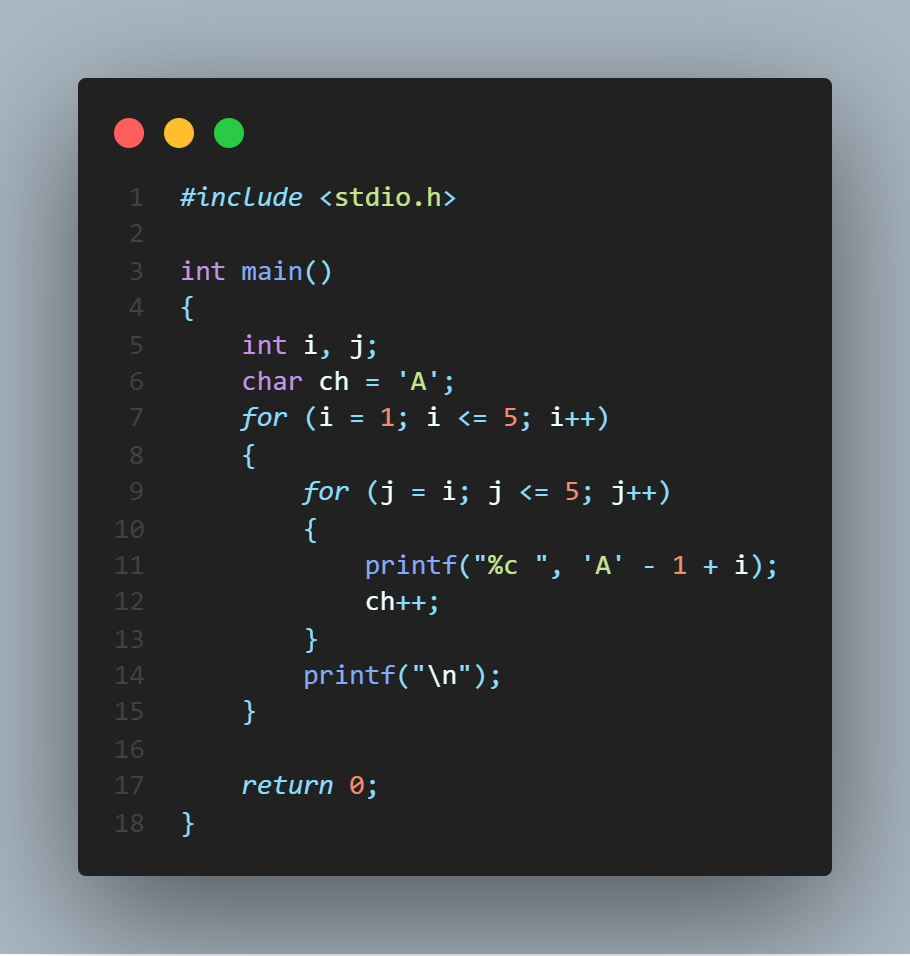 1 #include <stdio.h>
2
3 int main()
4 {
5     int i, j;
6     char ch = 'A';
7     for (i = 1; i <= 5; i++)
8     {
9         for (j = i; j <= 5; j++)
10         {
11             printf("%c ", 'A' - 1 + i);
12             ch++;
13         }
14         printf("\n");
15     }
16
17     return 0;
18 }